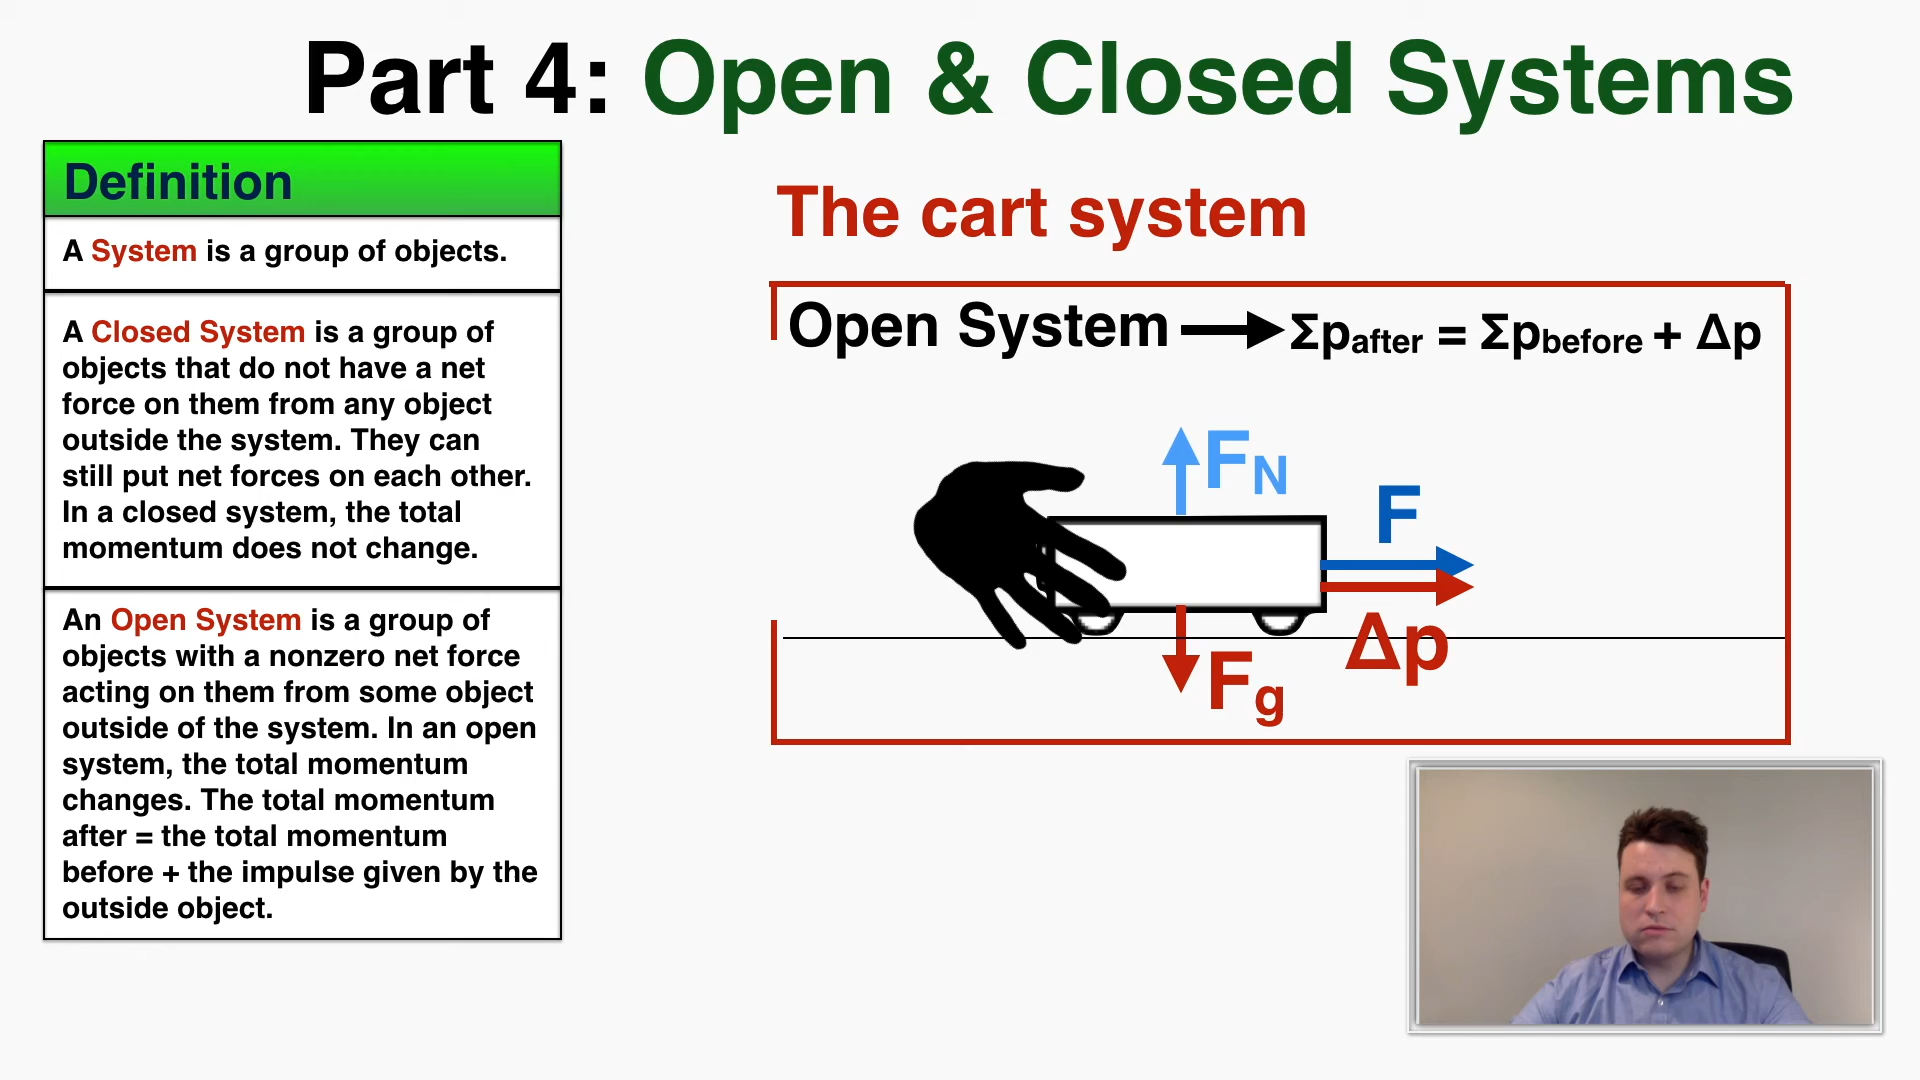 Part 4: Open & Closed Systems
Definition
A System is a group of objects.
A Closed System is a group of
objects that do not have a net
force on them from any object
outside the system. They can
still put net forces on each other.
In a closed system, the total
momentum does not change.
An Open System is a group of
objects with a nonzero net force
acting on them from some object
outside of the system. In an open
system, the total momentum
changes. The total momentum
after = the total momentum
before + the impulse given by the
outside object.
The cart system
Open System → Σpafter = Σpbefore + Δp
FN
F
Δp
Fg